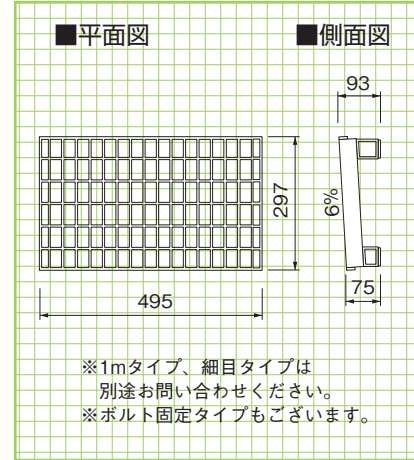 ■平面図
■側面図
93
297
6%
495
75
※1mタイプ、細目タイプは
別途お問い合わせください。
※ボルト固定タイプもございます。